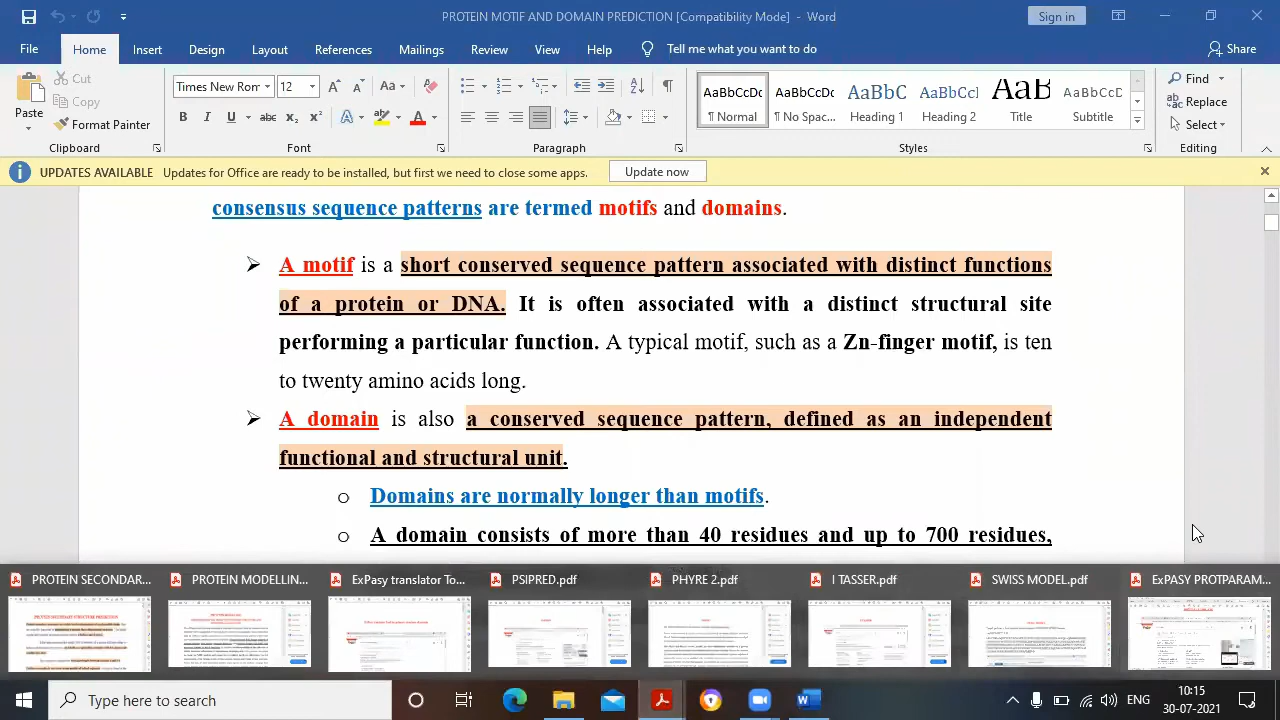 PROTEIN MOTIF AND DOMAIN PREDICTION [Compatibility Mode] - Word
Sign in
File Home Insert Design Layout References Mailings Review View Help Tell me what you want to do Share
Paste
Cut
Copy
Format Painter
Clipboard
Times New Rom 12
Font
Paragraph
AaBbCcDc AaBbCcDc AaBbC AaBbCcI AaB AaBbCcD
¶ Normal ¶ No Spac... Heading 1 Heading 2 Title Subtitle
Styles
Find
Replace
Select
Editing
UPDATES AVAILABLE Updates for Office are ready to be installed, but first we need to close some apps. Update now
consensus sequence patterns are termed motifs and domains.
A motif is a short conserved sequence pattern associated with distinct functions
of a protein or DNA. It is often associated with a distinct structural site
performing a particular function. A typical motif, such as a Zn-finger motif, is ten
to twenty amino acids long.
A domain is also a conserved sequence pattern, defined as an independent
functional and structural unit.
Domains are normally longer than motifs.
A domain consists of more than 40 residues and up to 700 residues,
PROTEIN SECONDAR... PROTEIN MODELLIN... ExPasy translator To... PSIPRED.pdf PHYRE 2.pdf I TASSER.pdf SWISS MODEL.pdf ExPASY PROTPARAM...
PROTEIN SECONDARY STRUCTURE PREDICTION
Type here to search
ENG
10:15
30-07-2021